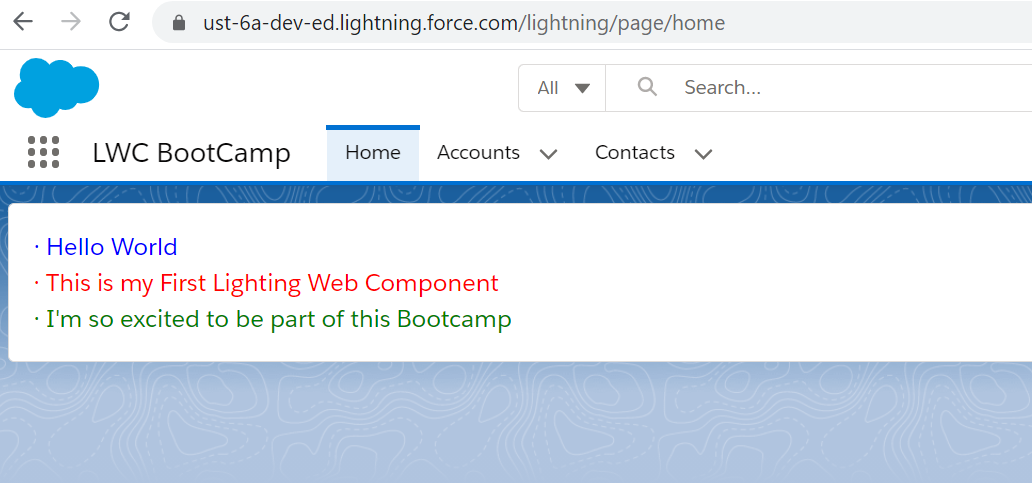 ust-6a-dev-ed.lightning.force.com/lightning/page/home
All Search...
LWC BootCamp Home Accounts Contacts
· Hello World
· This is my First Lighting Web Component
· I'm so excited to be part of this Bootcamp